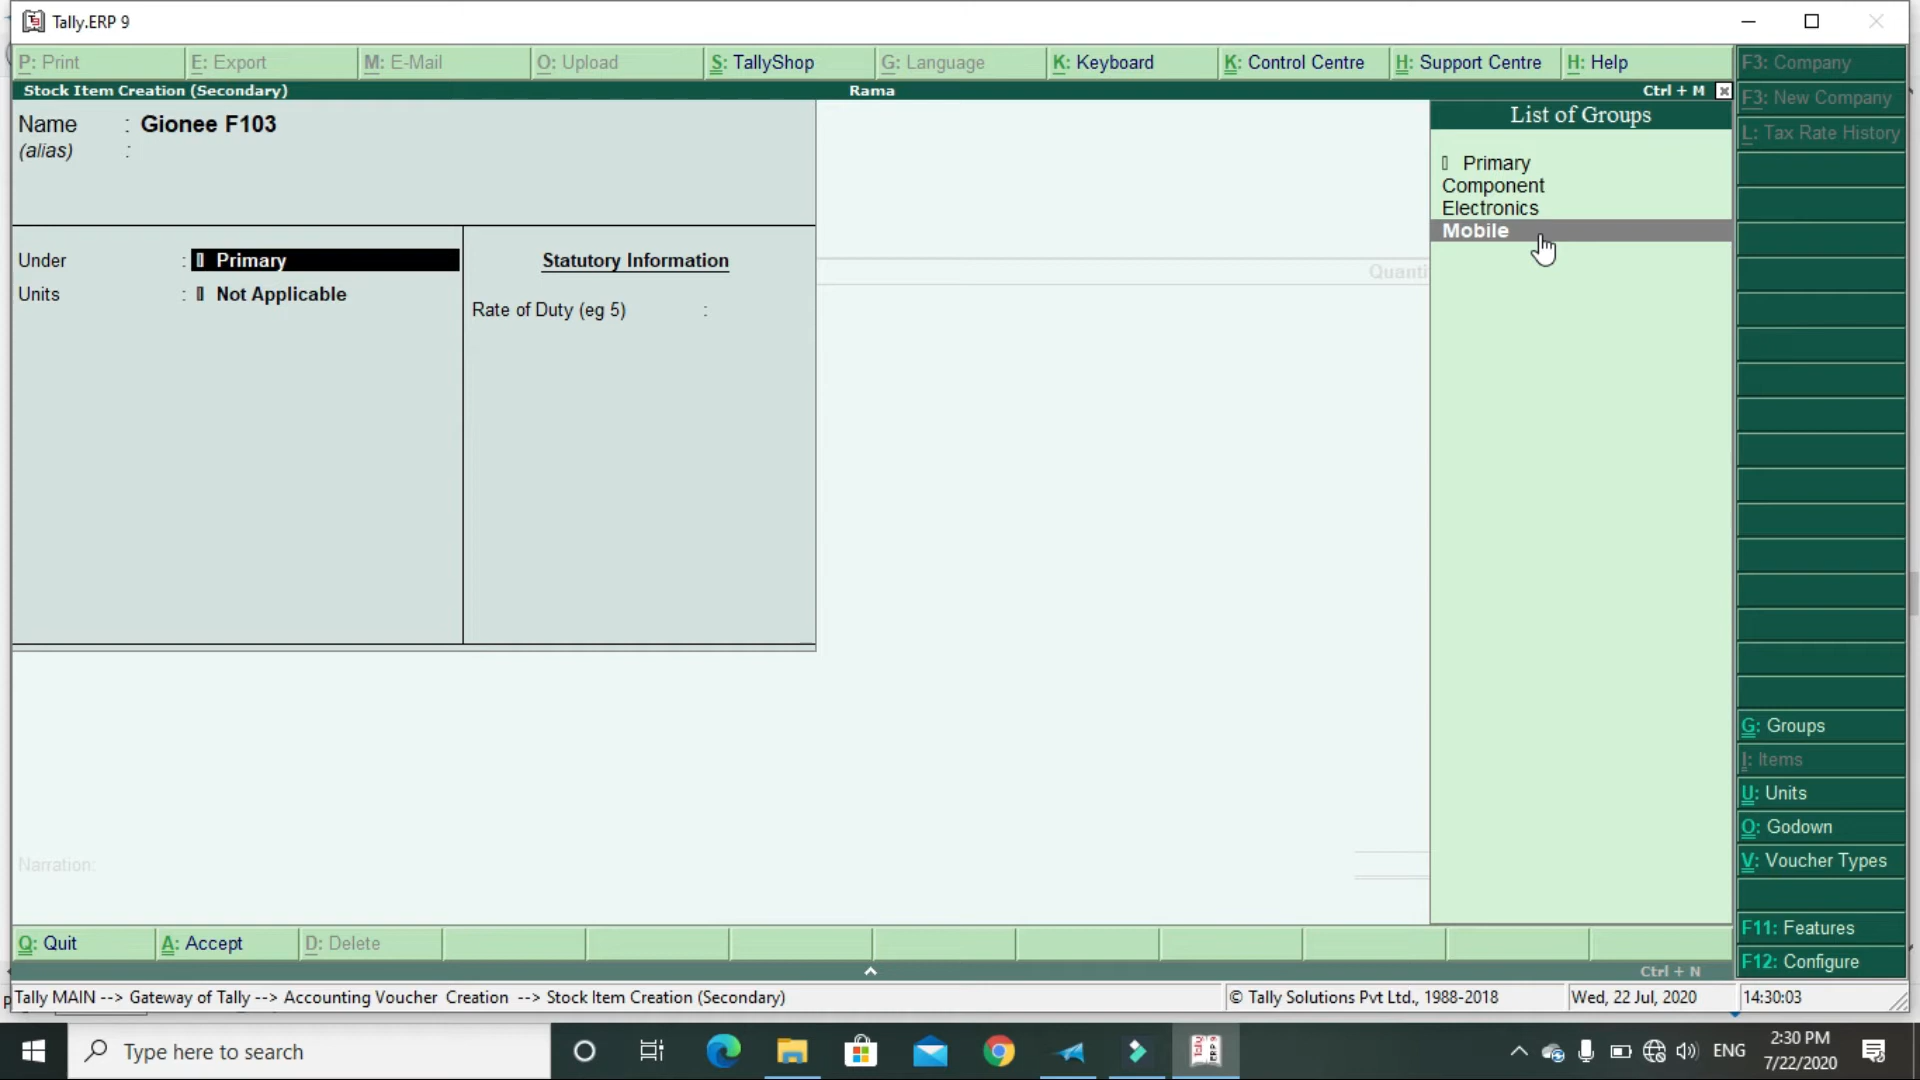 Tally.ERP 9
P: Print E: Export M: E-Mail O: Upload S: TallyShop G: Language K: Keyboard K: Control Centre H: Support Centre H: Help F3: Company
Stock Item Creation (Secondary) Rama Ctrl + M
F3: New Company
L: Tax Rate History
Name : Gionee F103
(alias) :
List of Groups
Primary
Component
Electronics
Mobile
Under : Primary
Units : Not Applicable
Statutory Information
Rate of Duty (eg 5) :
Quanti
Narration:
G: Groups
I: Items
U: Units
O: Godown
V: Voucher Types
F11: Features
F12: Configure
Q: Quit A: Accept D: Delete
Ctrl + N
Tally MAIN --> Gateway of Tally --> Accounting Voucher Creation --> Stock Item Creation (Secondary) © Tally Solutions Pvt Ltd., 1988-2018 Wed, 22 Jul, 2020 14:30:03
Type here to search
ENG
2:30 PM
7/22/2020